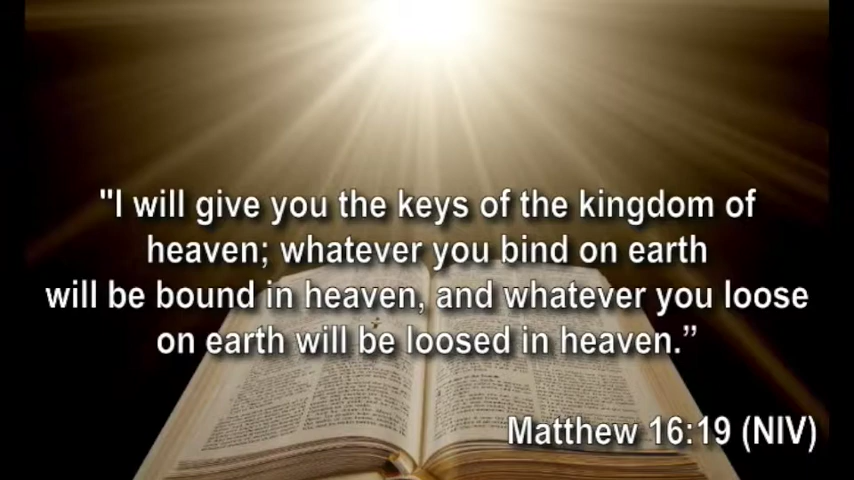 "I will give you the keys of the kingdom of
heaven; whatever you bind on earth
will be bound in heaven, and whatever you loose
on earth will be loosed in heaven.”
Matthew 16:19 (NIV)